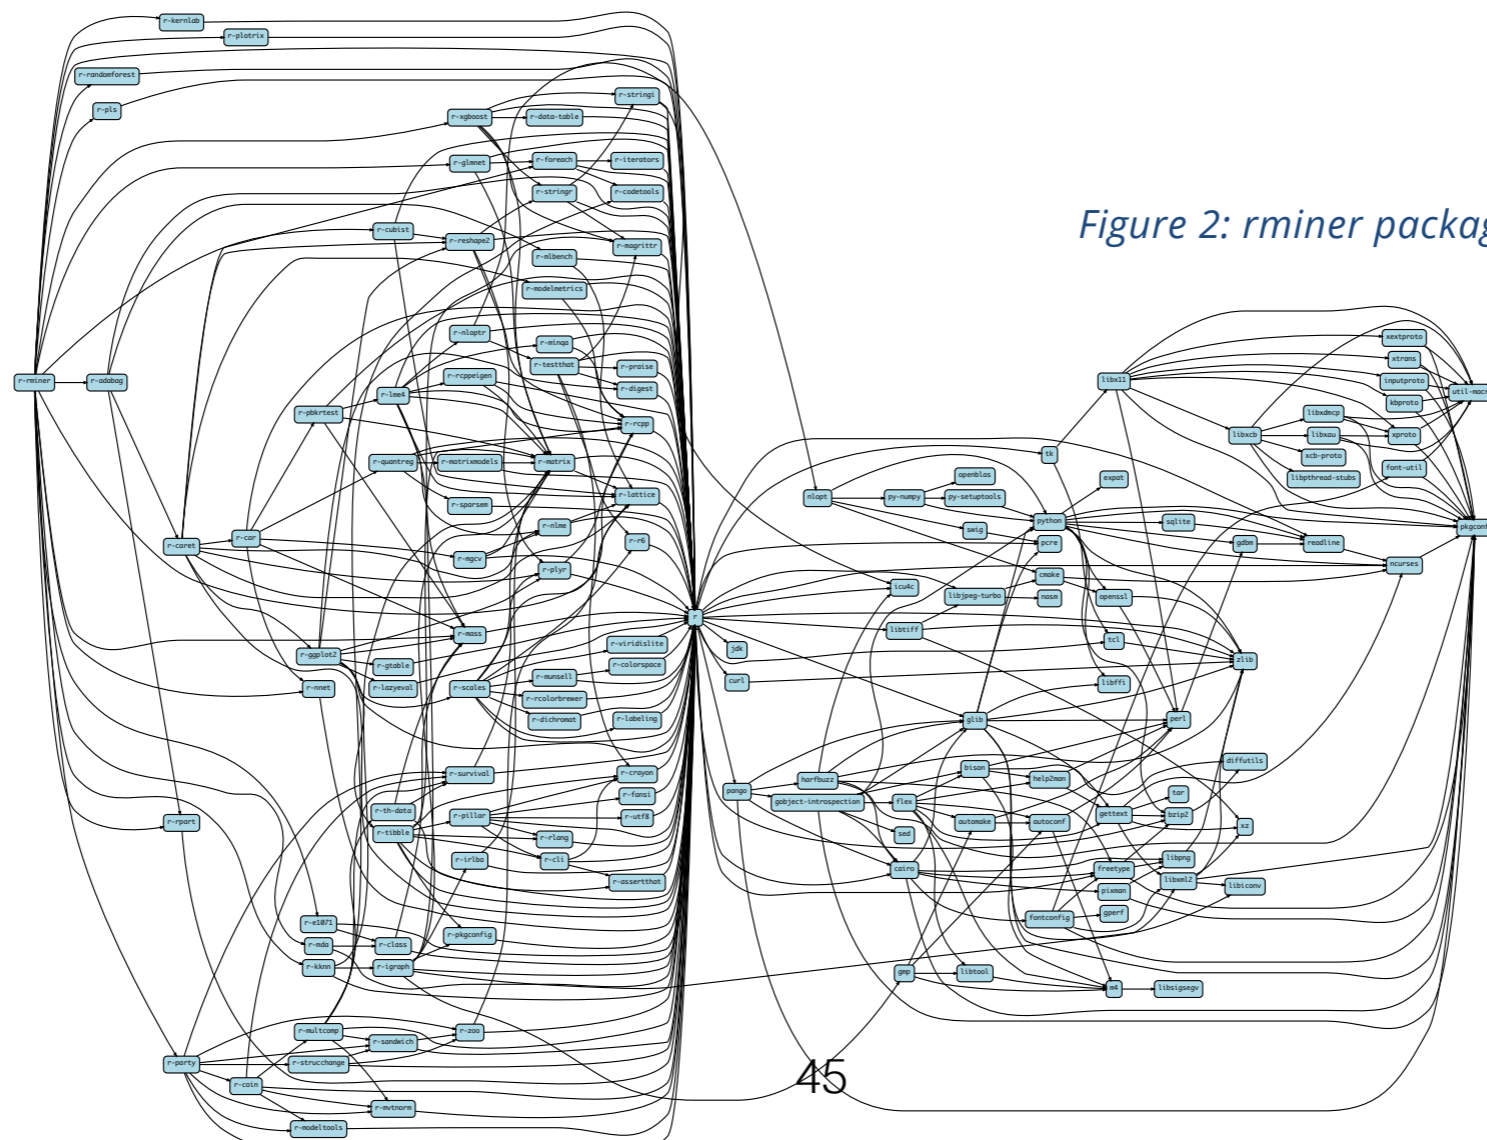 r-kernlab
r-plotrix
r-randomforest
r-pls
r-stringi
r-xgboost
r-data-table
r-glmnet
r-foreach
r-iterators
r-stringr
r-codetools
r-cubist
r-reshape2
r-magrittr
r-mlbench
r-modelmetrics
Figure 2: rminer packag
r-nloptr
r-minqa
r-testthat
r-praise
r-rcppeigen
r-rminer
r-adabag
r-digest
r-lme4
r-pbkrtest
r-rcpp
r-quantreg
r-matrixmodels
r-matrix
r-lattice
r-sparsem
r-nlme
r-car
r-caret
r-r6
r-mgcv
r-plyr
r
r-mass
r-viridislite
r-ggplot2
r-gtable
r-colorspace
r-munsell
r-nnet
r-lazyeval
r-scales
r-rcolorbrewer
r-dichromat
r-labeling
r-survival
r-crayon
r-fansi
r-th-data
r-pillar
r-utf8
r-rpart
r-tibble
r-rlang
r-irlba
r-cli
r-assertthat
r-e1071
r-pkgconfig
r-mda
r-class
r-kknn
r-igraph
r-multcomp
r-zoo
r-sandwich
r-party
r-strucchange
r-coin
r-mvtnorm
r-modeltools
xextproto
xtrans
libx11
inputproto
util-macr
kbproto
libxdmcp
libxcb
libxau
xproto
xcb-proto
font-util
libpthread-stubs
tk
openblas
expat
nlopt
py-numpy
py-setuptools
python
sqlite
swig
pkgconf
pcre
gdbm
readline
ncurses
cmake
icu4c
libjpeg-turbo
nasm
openssl
libtiff
tcl
jdk
zlib
curl
libffi
glib
perl
diffutils
bison
harfbuzz
help2man
pango
gobject-introspection
flex
tar
gettext
bzip2
automake
autoconf
xz
sed
libpng
cairo
freetype
libxml2
libiconv
pixman
fontconfig
gperf
gmp
libtool
m4
libsigsegv
45